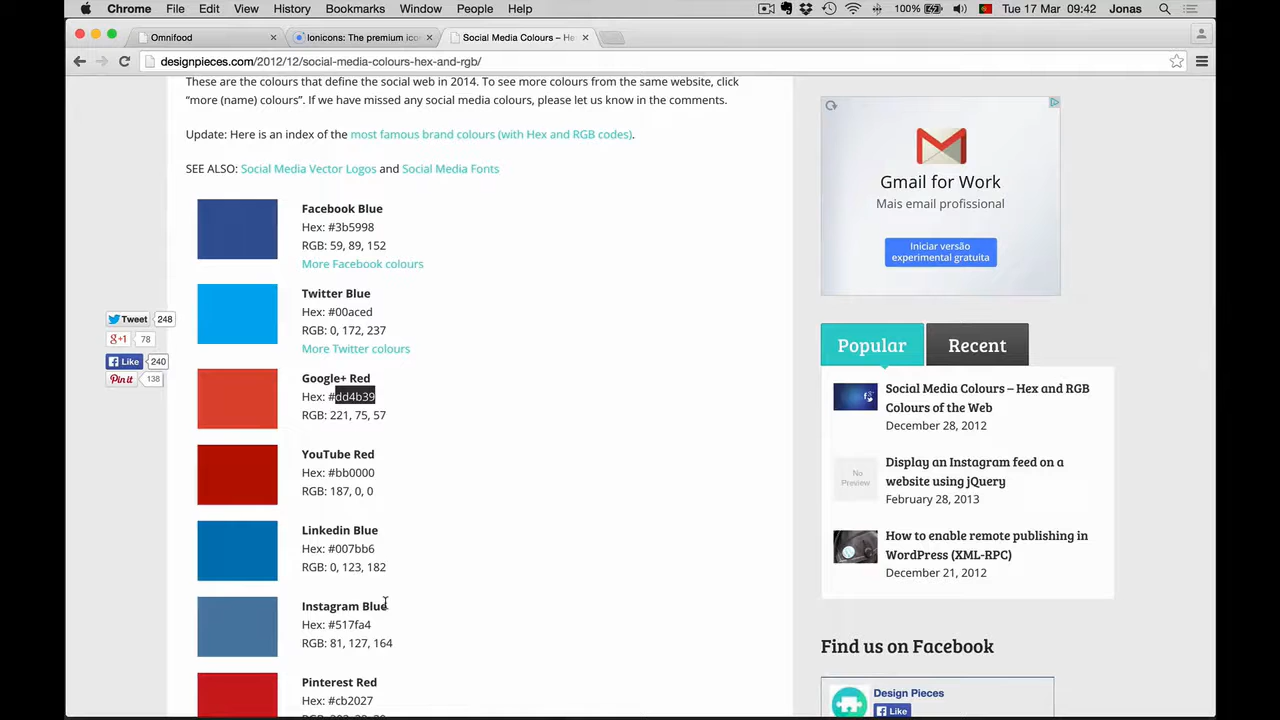 Chrome File Edit View History Bookmarks Window People Help
100% Tue 17 Mar 09:42 Jonas
Omnifood
Ionicons: The premium ico
Social Media Colours – He
designpieces.com/2012/12/social-media-colours-hex-and-rgb/
These are the colours that define the social web in 2014. To see more colours from the same website, click
“more (name) colours”. If we have missed any social media colours, please let us know in the comments.
Update: Here is an index of the most famous brand colours (with Hex and RGB codes).
SEE ALSO: Social Media Vector Logos and Social Media Fonts
Facebook Blue
Hex: #3b5998
RGB: 59, 89, 152
More Facebook colours
Twitter Blue
Hex: #00aced
RGB: 0, 172, 237
More Twitter colours
Google+ Red
Hex: #dd4b39
RGB: 221, 75, 57
YouTube Red
Hex: #bb0000
RGB: 187, 0, 0
Linkedin Blue
Hex: #007bb6
RGB: 0, 123, 182
Instagram Blue
Hex: #517fa4
RGB: 81, 127, 164
Pinterest Red
Hex: #cb2027
Tweet 248
g+1 78
Like 240
Pin it 138
Gmail for Work
Mais email profissional
Iniciar versão
experimental gratuita
Popular Recent
Social Media Colours – Hex and RGB
Colours of the Web
December 28, 2012
No
Preview
Display an Instagram feed on a
website using jQuery
February 28, 2013
How to enable remote publishing in
WordPress (XML-RPC)
December 21, 2012
Find us on Facebook
Design Pieces
Like